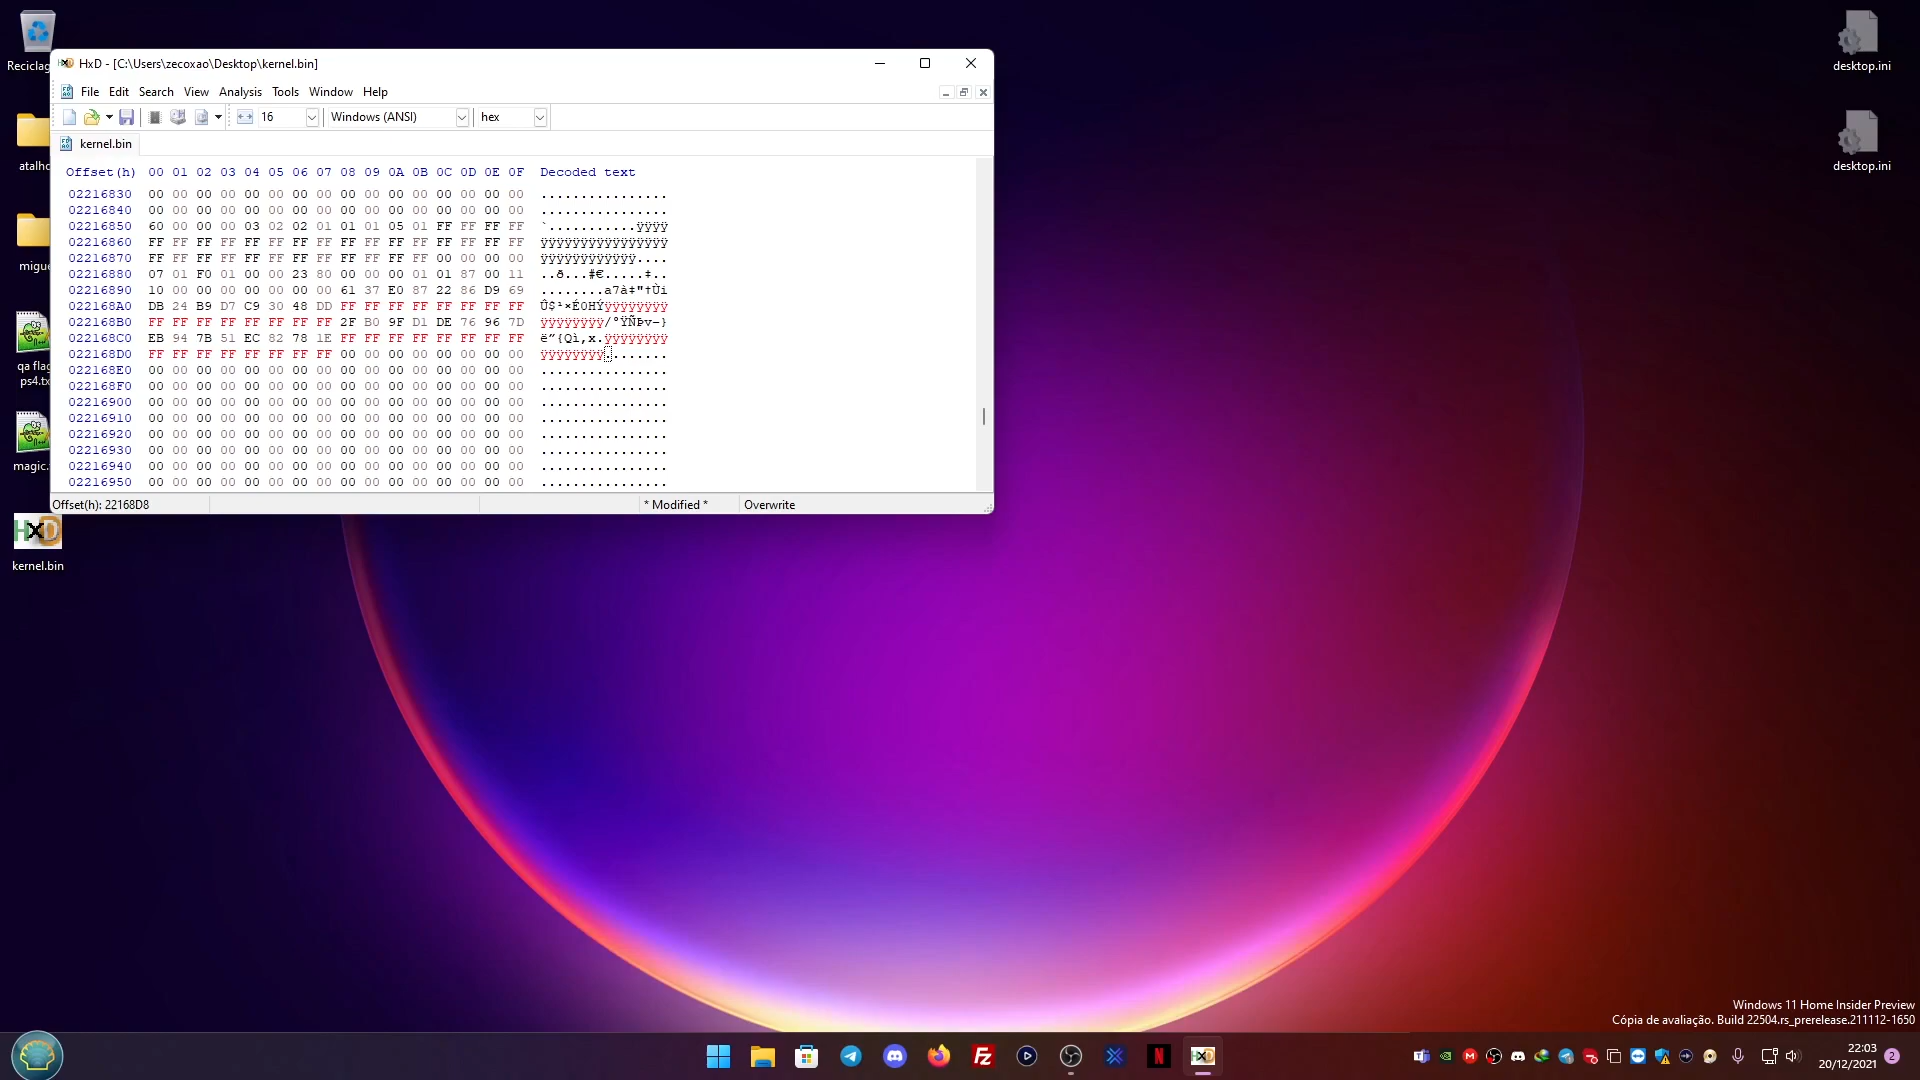 Reciclag
atalho
migue
qa flag
ps4.tx
magic.
kernel.bin
desktop.ini
desktop.ini
HxD - [C:\Users\zecoxao\Desktop\kernel.bin]
File Edit Search View Analysis Tools Window Help
16 Windows (ANSI) hex
kernel.bin
Offset(h) 00 01 02 03 04 05 06 07 08 09 0A 0B 0C 0D 0E 0F Decoded text
02216830 00 00 00 00 00 00 00 00 00 00 00 00 00 00 00 00 ................
02216840 00 00 00 00 00 00 00 00 00 00 00 00 00 00 00 00 ................
02216850 60 00 00 00 03 02 02 01 01 01 05 01 FF FF FF FF `...........ÿÿÿÿ
02216860 FF FF FF FF FF FF FF FF FF FF FF FF FF FF FF FF ÿÿÿÿÿÿÿÿÿÿÿÿÿÿÿÿ
02216870 FF FF FF FF FF FF FF FF FF FF FF FF 00 00 00 00 ÿÿÿÿÿÿÿÿÿÿÿÿ....
02216880 07 01 F0 01 00 00 23 80 00 00 00 01 01 87 00 11 ..ð...#€.....‡..
02216890 10 00 00 00 00 00 00 00 61 37 E0 87 22 86 D9 69 ........a7à‡"†Ùi
022168A0 DB 24 B9 D7 C9 30 48 DD FF FF FF FF FF FF FF FF Û$¹×É0HÝÿÿÿÿÿÿÿÿ
022168B0 FF FF FF FF FF FF FF FF 2F B0 9F D1 DE 76 96 7D ÿÿÿÿÿÿÿÿ/°ŸÑÞv–}
022168C0 EB 94 7B 51 EC 82 78 1E FF FF FF FF FF FF FF FF ë”{Qì‚x.ÿÿÿÿÿÿÿÿ
022168D0 FF FF FF FF FF FF FF FF 00 00 00 00 00 00 00 00 ÿÿÿÿÿÿÿÿ........
022168E0 00 00 00 00 00 00 00 00 00 00 00 00 00 00 00 00 ................
022168F0 00 00 00 00 00 00 00 00 00 00 00 00 00 00 00 00 ................
02216900 00 00 00 00 00 00 00 00 00 00 00 00 00 00 00 00 ................
02216910 00 00 00 00 00 00 00 00 00 00 00 00 00 00 00 00 ................
02216920 00 00 00 00 00 00 00 00 00 00 00 00 00 00 00 00 ................
02216930 00 00 00 00 00 00 00 00 00 00 00 00 00 00 00 00 ................
02216940 00 00 00 00 00 00 00 00 00 00 00 00 00 00 00 00 ................
02216950 00 00 00 00 00 00 00 00 00 00 00 00 00 00 00 00 ................
Offset(h): 22168D8 * Modified * Overwrite
Windows 11 Home Insider Preview
Cópia de avaliação. Build 22504.rs_prerelease.211112-1650
22:03
20/12/2021
2